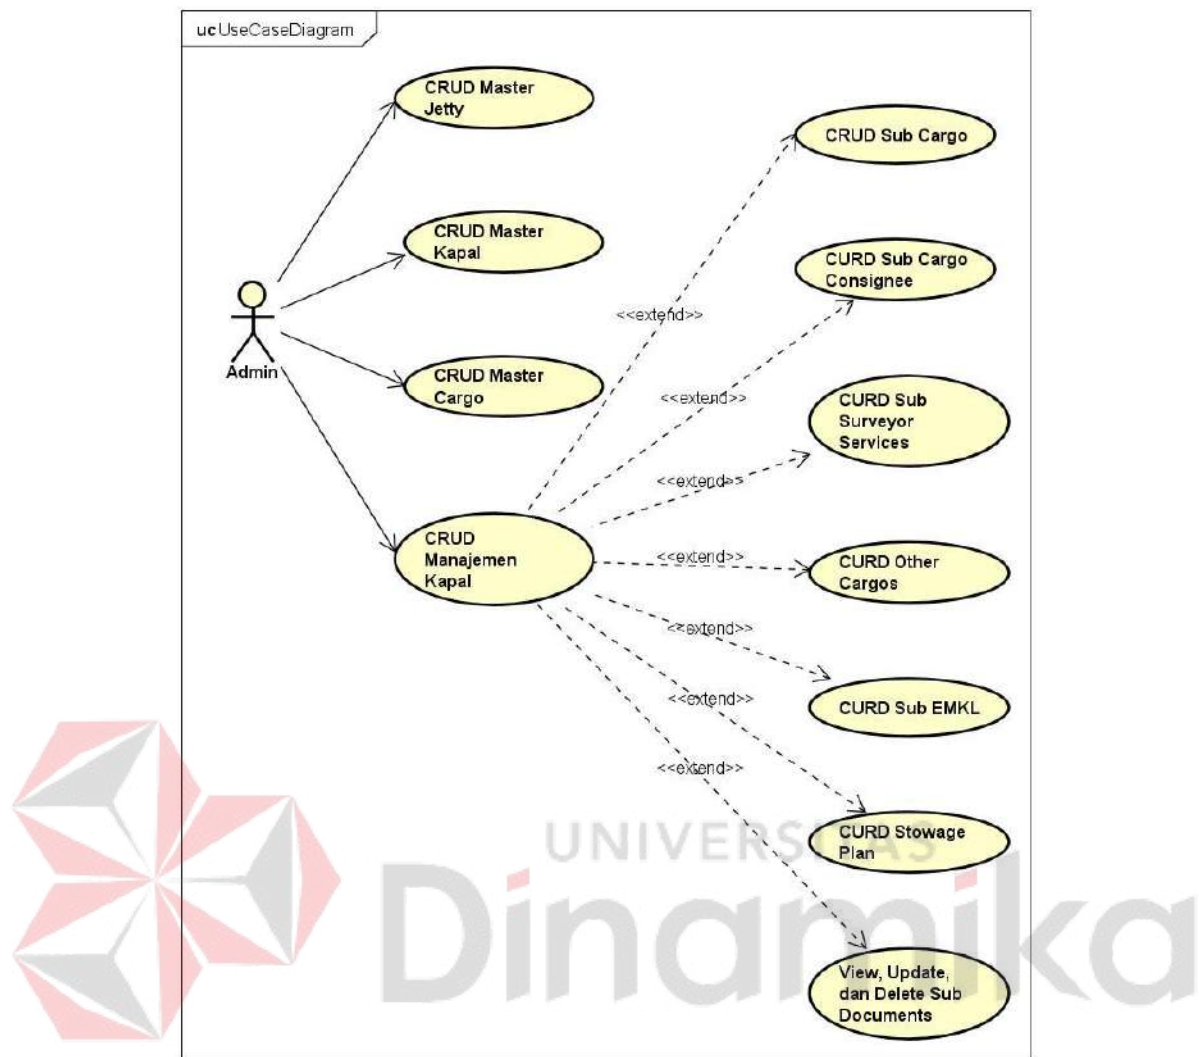 uc UseCaseDiagram
CRUD Master
Jetty
CRUD Master
Kapal
CRUD Master
Cargo
CRUD
Manajemen
Kapal
Admin
<<extend>>
<<extend>>
<<extend>>
<<extend>>
<<extend>>
<<extend>>
<<extend>>
CRUD Sub Cargo
CURD Sub Cargo
Consignee
CURD Sub
Surveyor
Services
CURD Other
Cargos
CURD Sub EMKL
CURD Stowage
Plan
View, Update,
dan Delete Sub
Documents
UNIVERSITAS
Dinamika